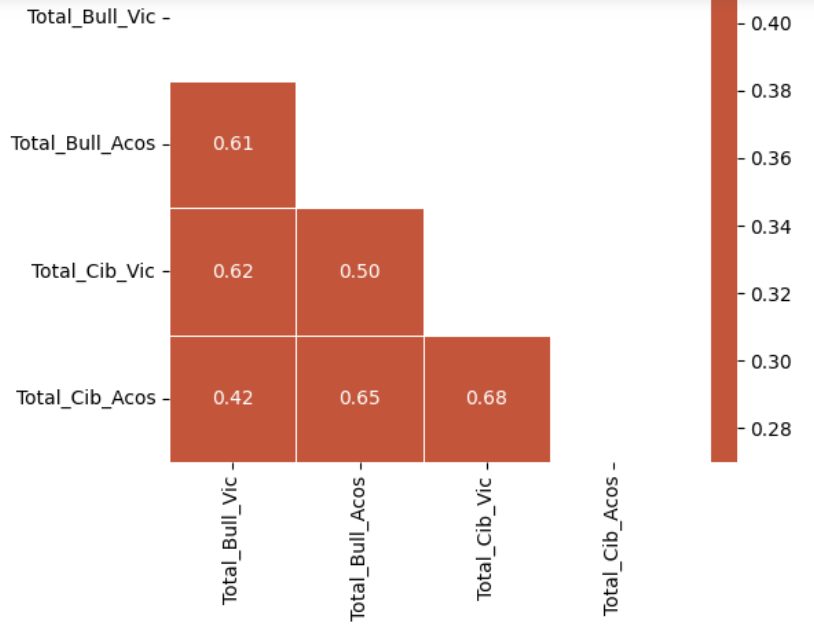 Total_Bull_Vic
Total_Bull_Acos
Total_Cib_Vic
Total_Cib_Acos
0.61
0.62 0.50
0.42 0.65 0.68
Total_Bull_Vic
Total_Bull_Acos
Total_Cib_Vic
Total_Cib_Acos
0.40
0.38
0.36
0.34
0.32
0.30
0.28